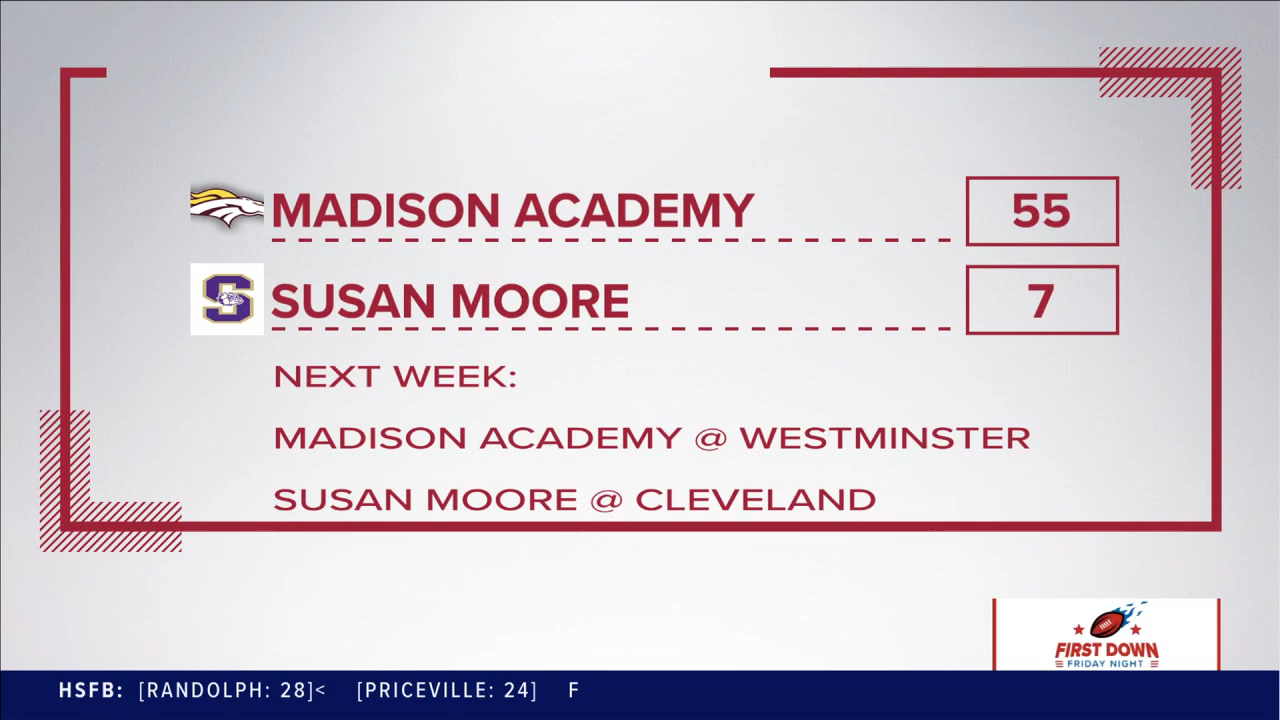 MADISON ACADEMY 55
SUSAN MOORE 7
NEXT WEEK:
MADISON ACADEMY @ WESTMINSTER
SUSAN MOORE @ CLEVELAND
FIRST DOWN
FRIDAY NIGHT
HSFB: [RANDOLPH: 28]< [PRICEVILLE: 24] F